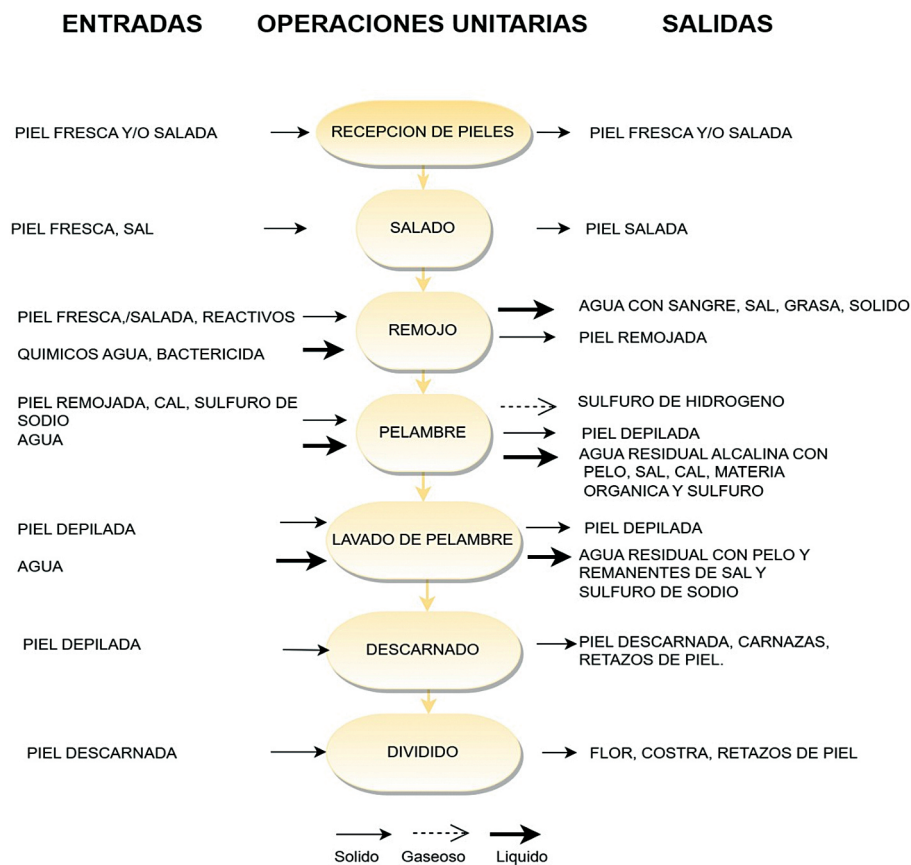 ENTRADAS OPERACIONES UNITARIAS SALIDAS
PIEL FRESCA Y/O SALADA
RECEPCION DE PIELES
PIEL FRESCA Y/O SALADA
PIEL FRESCA, SAL
SALADO
PIEL SALADA
PIEL FRESCA,/SALADA, REACTIVOS
QUIMICOS AGUA, BACTERICIDA
REMOJO
AGUA CON SANGRE, SAL, GRASA, SOLIDO
PIEL REMOJADA
PIEL REMOJADA, CAL, SULFURO DE
SODIO
AGUA
PELAMBRE
SULFURO DE HIDROGENO
PIEL DEPILADA
AGUA RESIDUAL ALCALINA CON
PELO, SAL, CAL, MATERIA
ORGANICA Y SULFURO
PIEL DEPILADA
AGUA
LAVADO DE PELAMBRE
PIEL DEPILADA
AGUA RESIDUAL CON PELO Y
REMANENTES DE SAL Y
SULFURO DE SODIO
PIEL DEPILADA
DESCARNADO
PIEL DESCARNADA, CARNAZAS,
RETAZOS DE PIEL.
PIEL DESCARNADA
DIVIDIDO
FLOR, COSTRA, RETAZOS DE PIEL
Solido Gaseoso Liquido